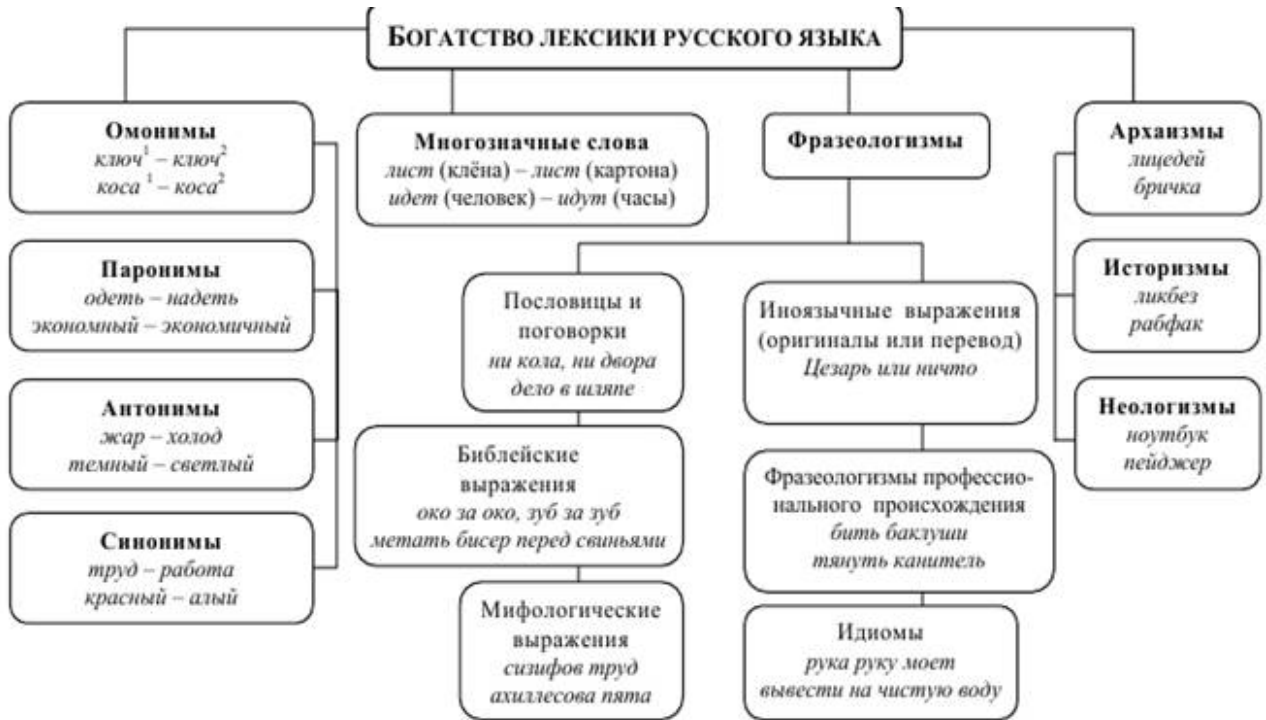 БОГАТСТВО ЛЕКСИКИ РУССКОГО ЯЗЫКА
Омонимы
ключ¹ – ключ²
коса ¹ – коса²
Паронимы
одеть – надеть
экономный – экономичный
Антонимы
жар – холод
темный – светлый
Синонимы
труд – работа
красный – алый
Многозначные слова
лист (клёна) – лист (картона)
идет (человек) – идут (часы)
Фразеологизмы
Пословицы и
поговорки
ни кола, ни двора
дело в шляпе
Библейские
выражения
око за око, зуб за зуб
метать бисер перед свиньями
Мифологические
выражения
сизифов труд
ахиллесова пята
Иноязычные выражения
(оригиналы или перевод)
Цезарь или ничто
Фразеологизмы профессио-
нального происхождения
бить баклуши
тянуть канитель
Идиомы
рука руку моет
вывести на чистую воду
Архаизмы
лицедей
бричка
Историзмы
ликбез
рабфак
Неологизмы
ноутбук
пейджер